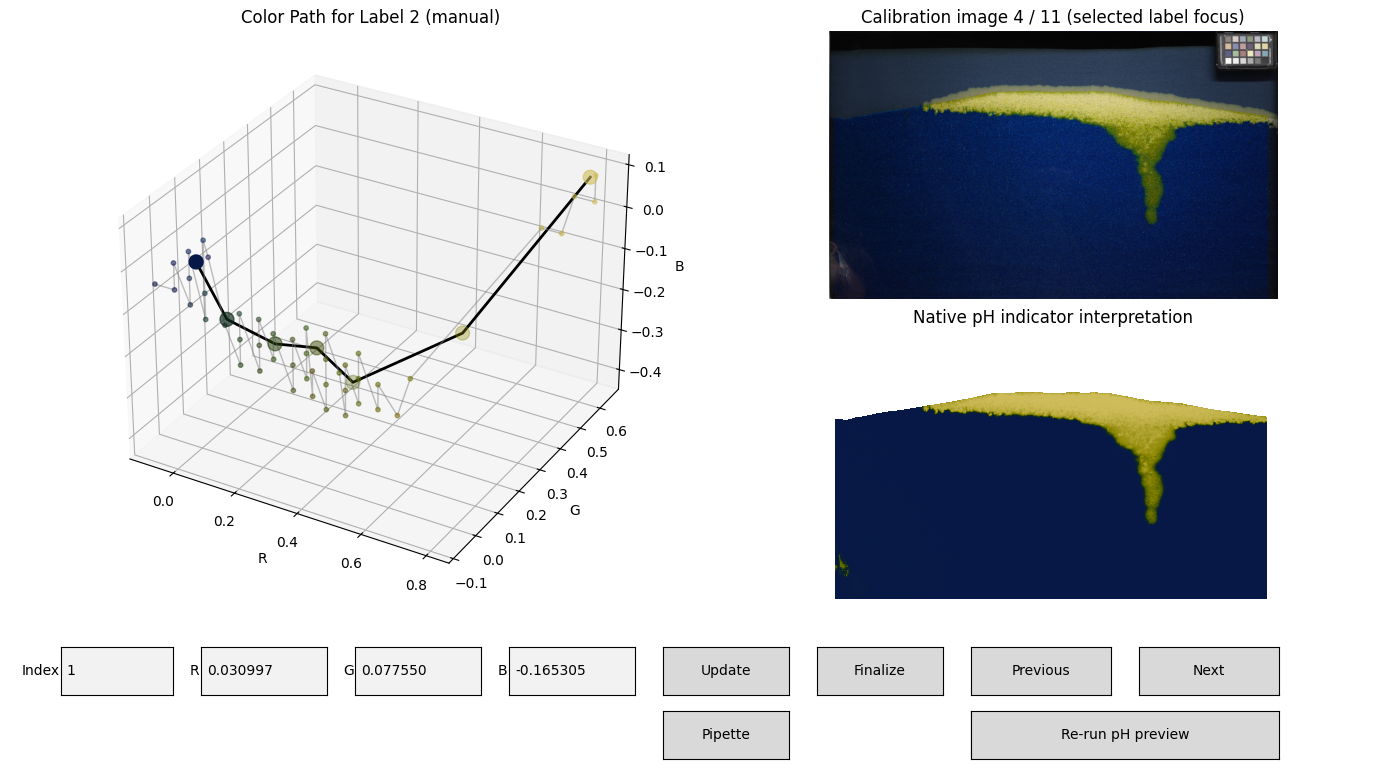 Color Path for Label 2 (manual)
Calibration image 4 / 11 (selected label focus)
0.1
0.0
−0.1
B
−0.2
−0.3
−0.4
Native pH indicator interpretation
0.6
0.5
0.4
0.3
0.2
G
0.1
0.0
−0.1
0.0
0.2
0.4
R
0.6
0.8
Index 1 R 0.030997 G 0.077550 B -0.165305 Update Finalize Previous Next
Pipette Re-run pH preview